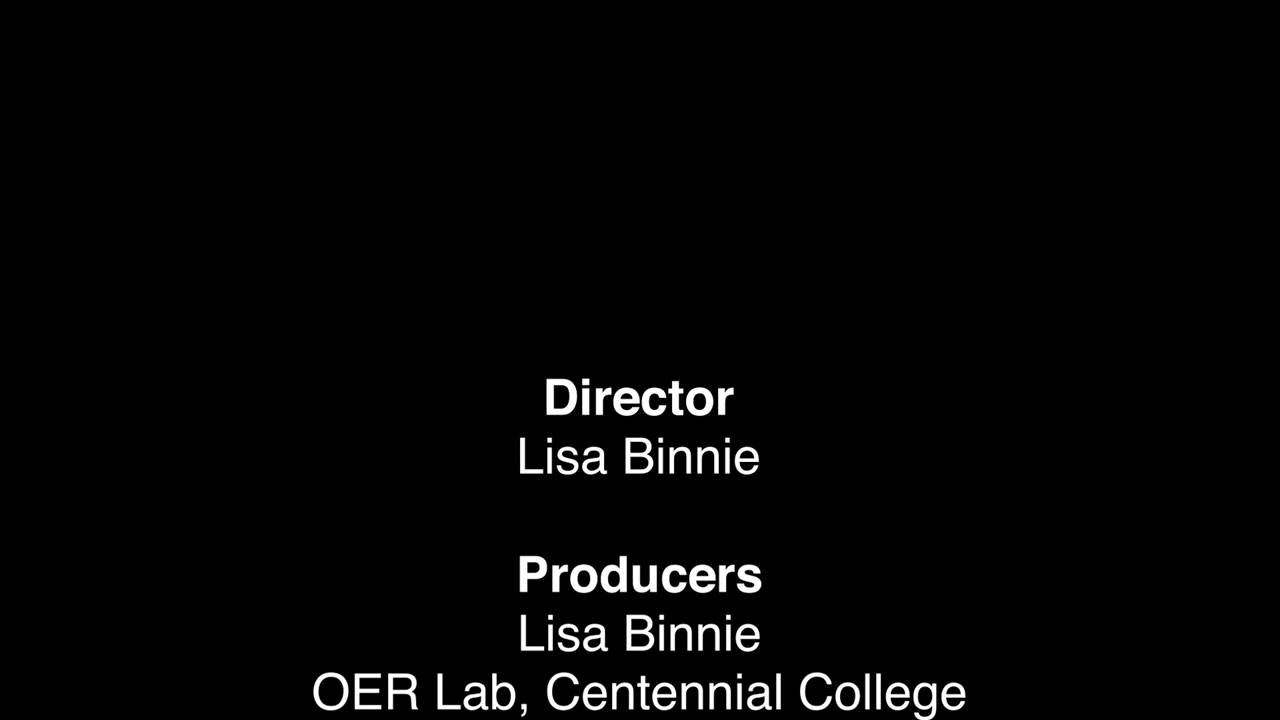 Director
Lisa Binnie
Producers
Lisa Binnie
OER Lab, Centennial College